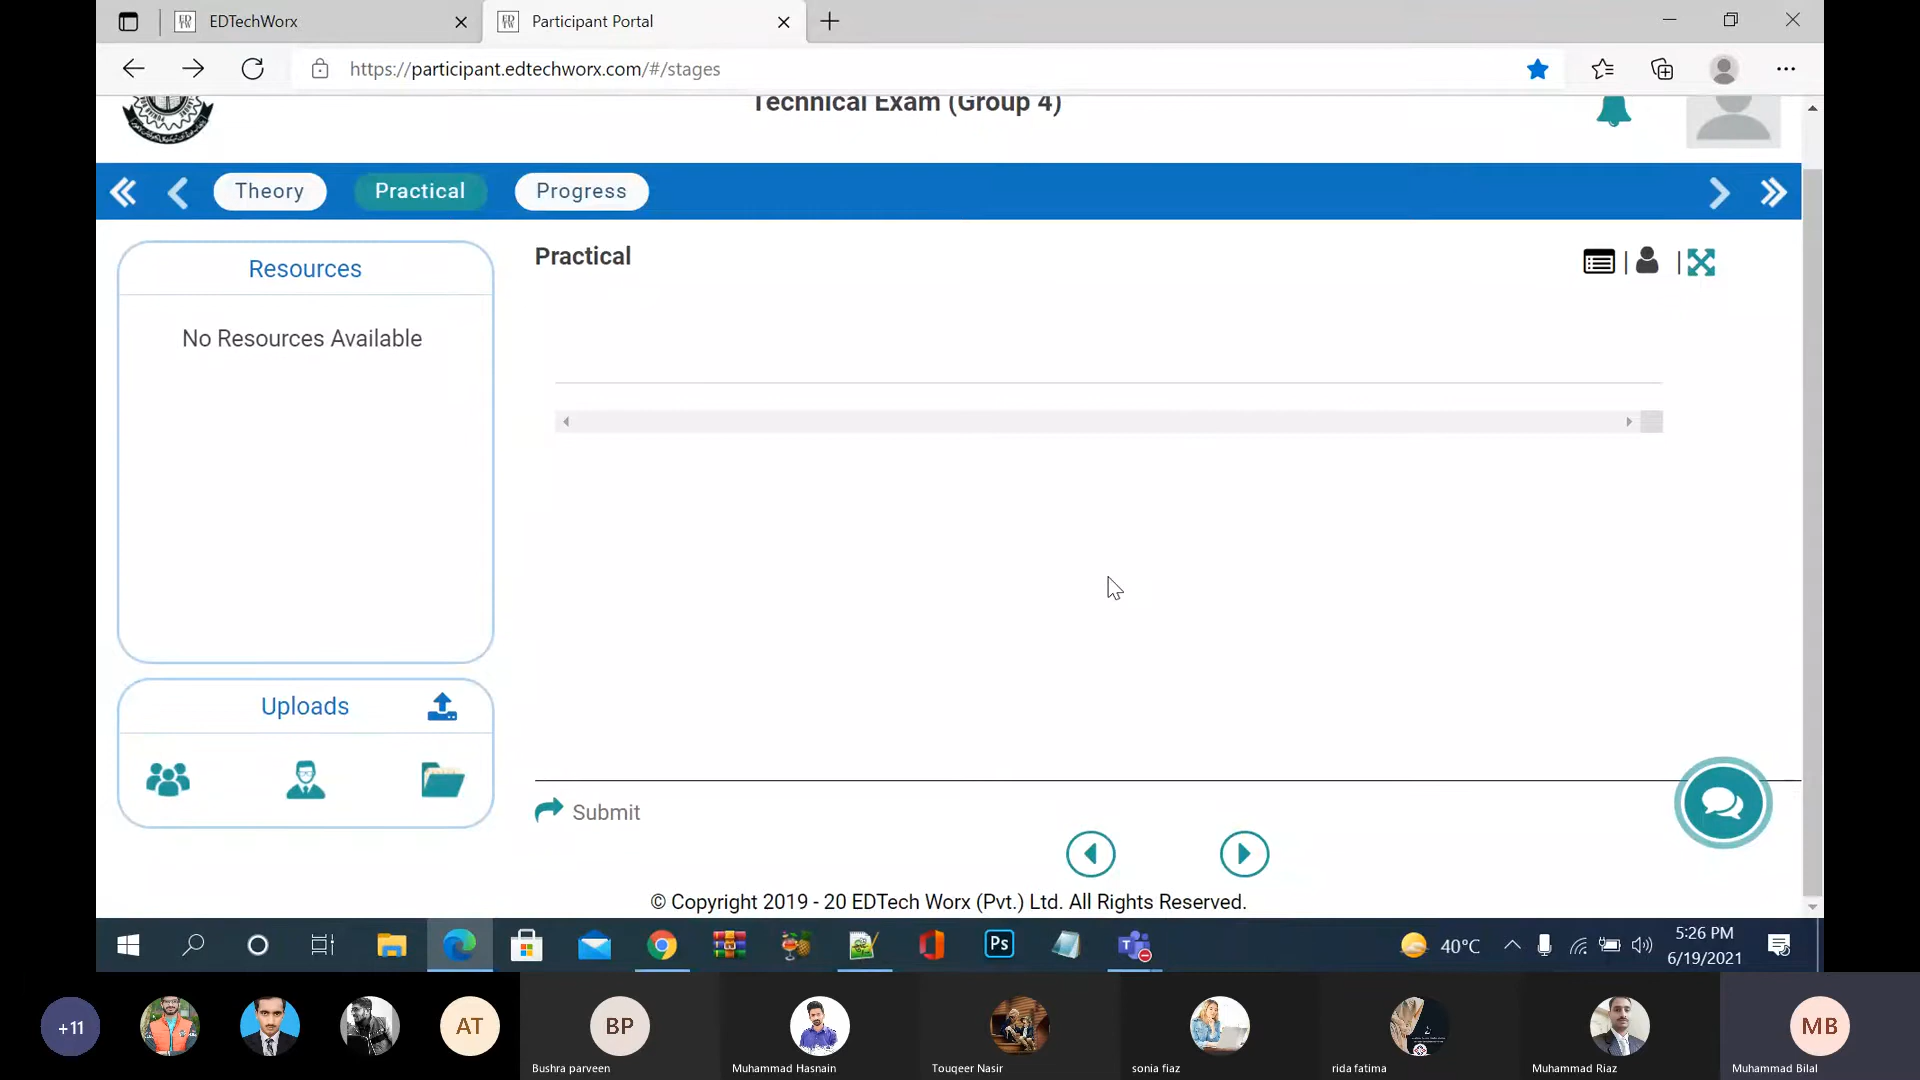 EDTechWorx
Participant Portal
https://participant.edtechworx.com/#/stages
Technical Exam (Group 4)
Theory
Practical
Progress
Resources
No Resources Available
Practical
Uploads
Submit
© Copyright 2019 - 20 EDTech Worx (Pvt.) Ltd. All Rights Reserved.
Ps
40°C
5:26 PM
6/19/2021
+11
AT
BP
MB
Bushra parveen
Muhammad Hasnain
Touqeer Nasir
sonia fiaz
rida fatima
Muhammad Riaz
Muhammad Bilal